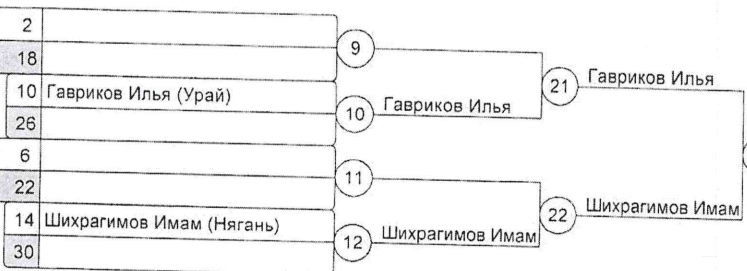 2
18
9
10 Гавриков Илья (Урай)
26
10 Гавриков Илья
21 Гавриков Илья
6
22
11
14 Шихрагимов Имам (Нягань)
30
12 Шихрагимов Имам
22 Шихрагимов Имам